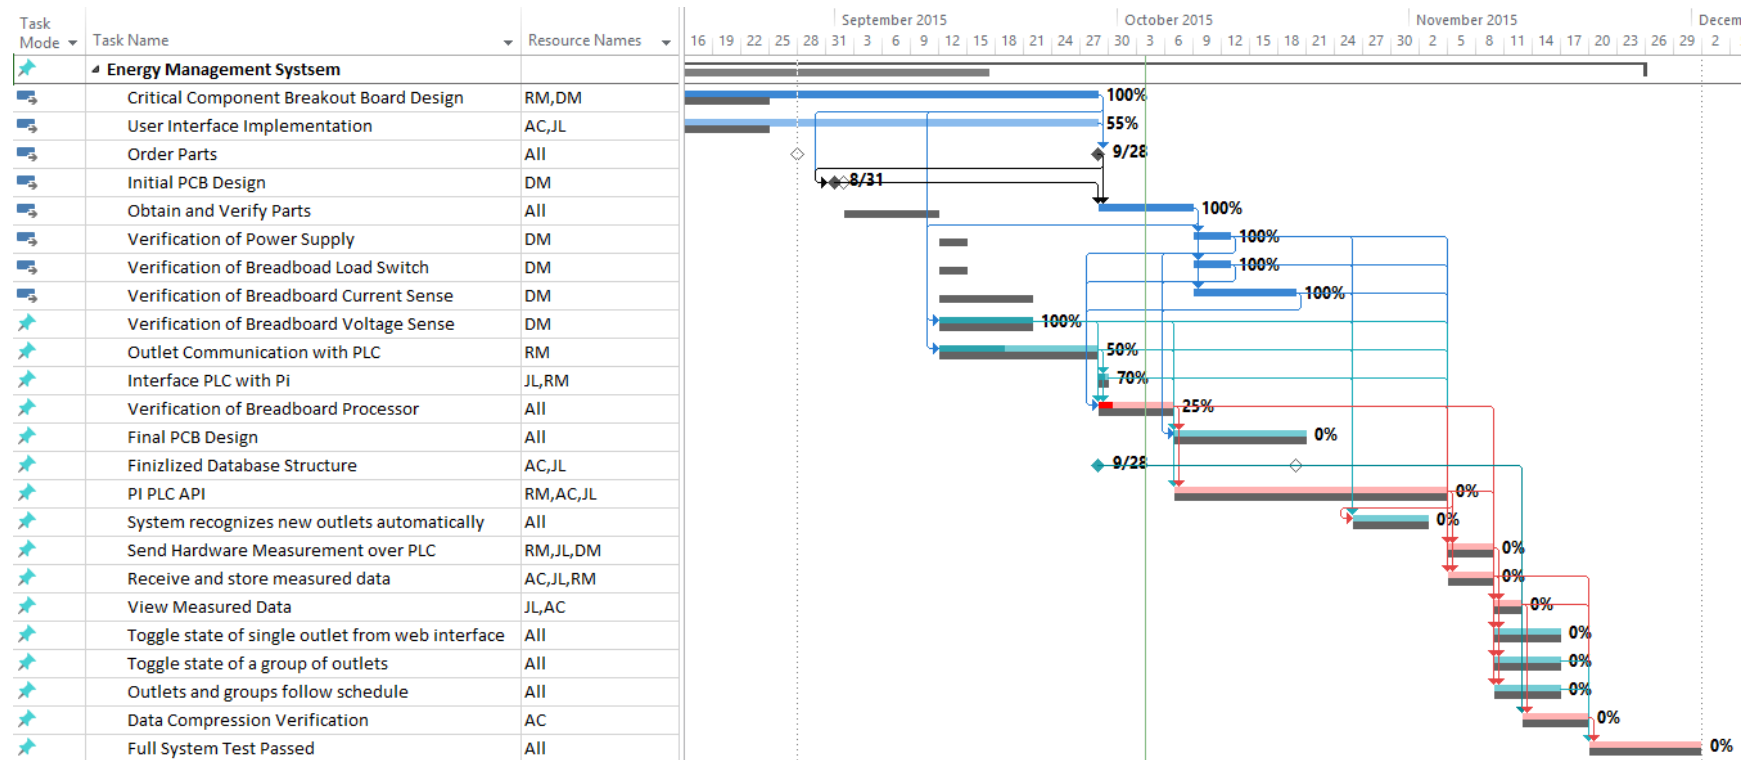 Task
Mode
Task Name
Resource Names
September 2015 October 2015 November 2015 Decem
16 19 22 25 28 31 3 6 9 12 15 18 21 24 27 30 3 6 9 12 15 18 21 24 27 30 2 5 8 11 14 17 20 23 26 29 2
Energy Management Systsem
Critical Component Breakout Board Design RM,DM 100%
User Interface Implementation AC,JL 55%
Order Parts All 9/28
Initial PCB Design DM 8/31
Obtain and Verify Parts All 100%
Verification of Power Supply DM 100%
Verification of Breadboad Load Switch DM 100%
Verification of Breadboard Current Sense DM 100%
Verification of Breadboard Voltage Sense DM 100%
Outlet Communication with PLC RM 50%
Interface PLC with Pi JL,RM 70%
Verification of Breadboard Processor All 25%
Final PCB Design All 0%
Finizlized Database Structure AC,JL 9/28
PI PLC API RM,AC,JL 0%
System recognizes new outlets automatically All 0%
Send Hardware Measurement over PLC RM,JL,DM 0%
Receive and store measured data AC,JL,RM 0%
View Measured Data JL,AC 0%
Toggle state of single outlet from web interface All 0%
Toggle state of a group of outlets All 0%
Outlets and groups follow schedule All 0%
Data Compression Verification AC 0%
Full System Test Passed All 0%